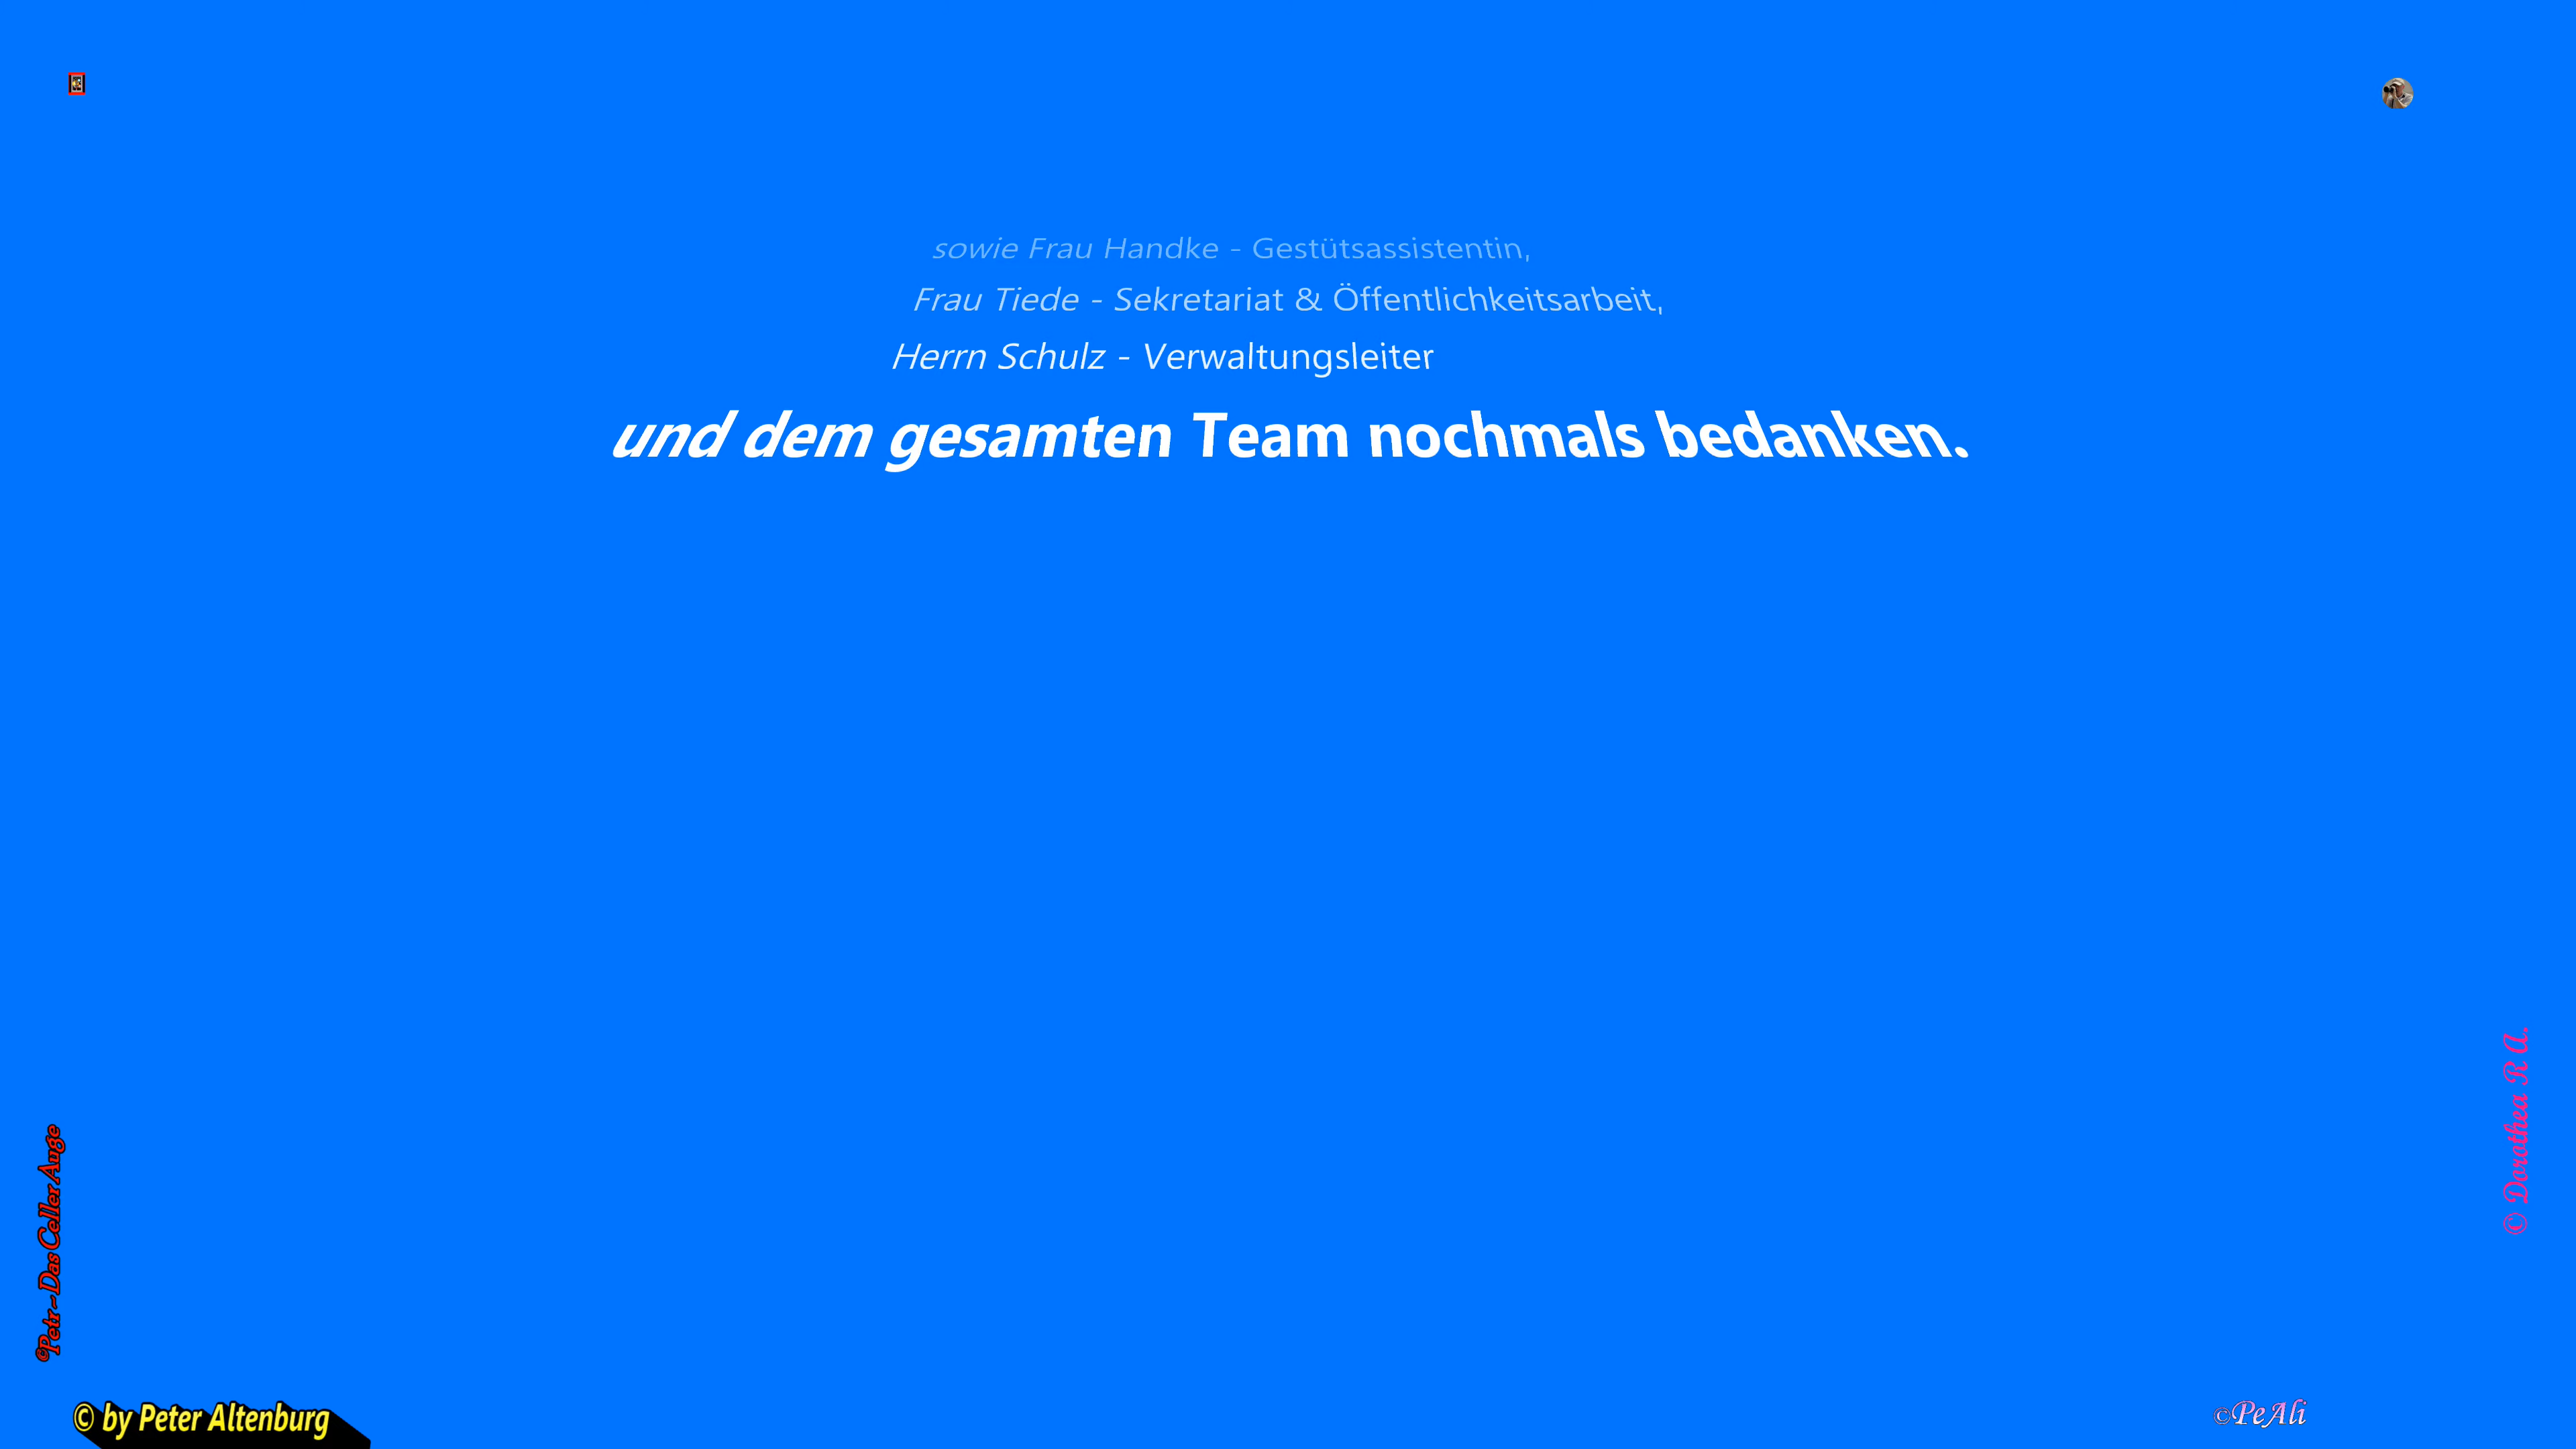 sowie Frau Handke - Gestütsassistentin,
Frau Tiede - Sekretariat & Öffentlichkeitsarbeit,
Herrn Schulz - Verwaltungsleiter
und dem gesamten Team nochmals bedanken.
© Dorothea R A.
©Petr - Das Celler Auge
© by Peter Altenburg
©PeAli